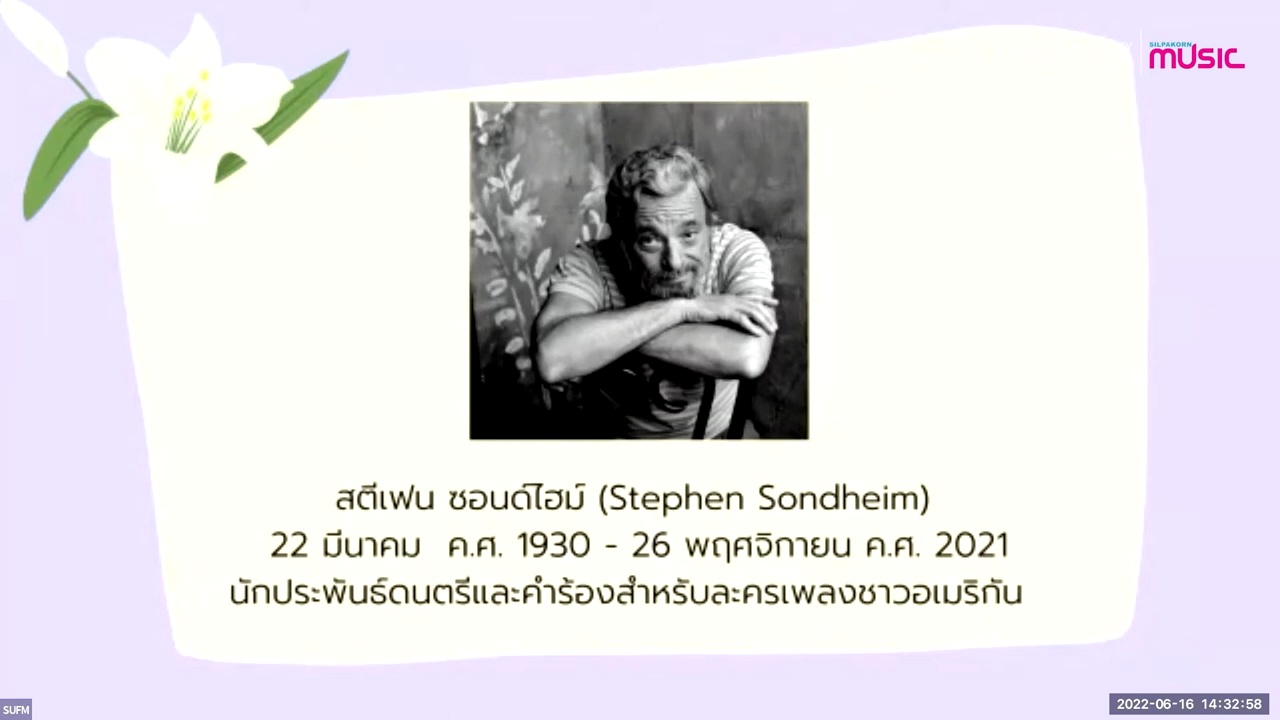 SILPAKORN
MUSIC
สตีเฟน ซอนด์ไฮม์ (Stephen Sondheim)
22 มีนาคม ค.ศ. 1930 - 26 พฤศจิกายน ค.ศ. 2021
นักประพันธ์ดนตรีและคำร้องสำหรับละครเพลงชาวอเมริกัน
SUFM
2022-06-16 14:32:58